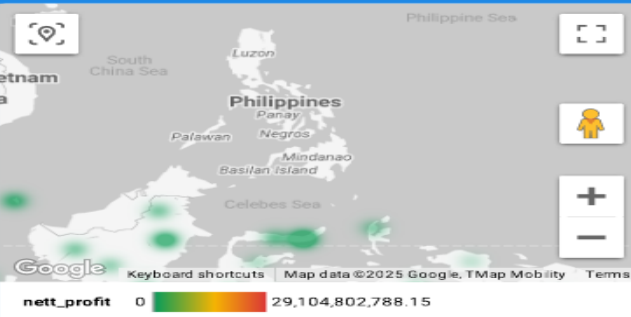 Philippine Sea
Luzon
South
China Sea
etnam
a
Philippines
Panay
Palawan
Negros
Mindanao
Basilan Island
Celebes Sea
Google
Keyboard shortcuts
Map data ©2025 Google, TMap Mobility
Terms
nett_profit 0 29,104,802,788.15